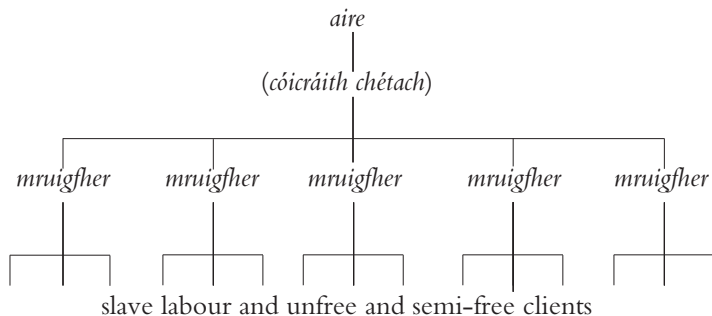 aire
(cóicráith chétach)
mruigfher mruigfher mruigfher mruigfher mruigfher
slave labour and unfree and semi-free clients